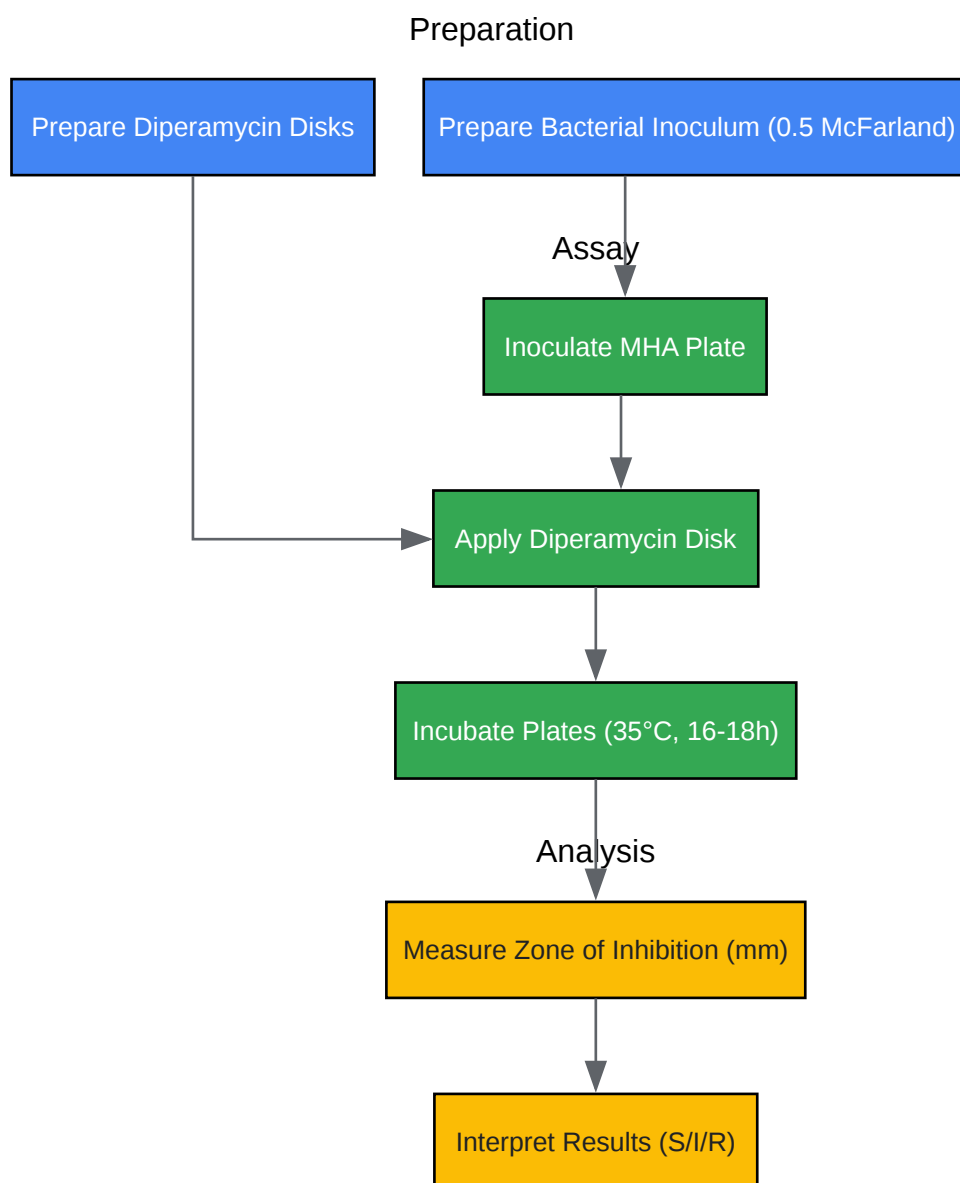 Preparation
Prepare Diperamycin Disks
Prepare Bacterial Inoculum (0.5 McFarland)
Assay
Inoculate MHA Plate
Apply Diperamycin Disk
Incubate Plates (35°C, 16-18h)
Analysis
Measure Zone of Inhibition (mm)
Interpret Results (S/I/R)